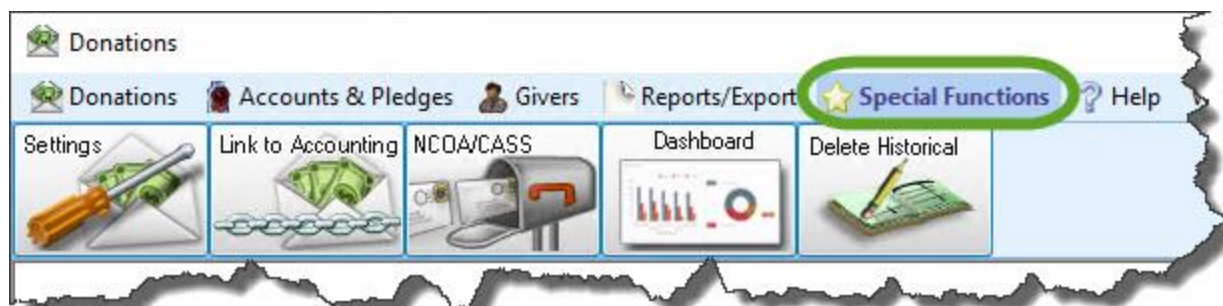 Donations
Donations Accounts & Pledges Givers Reports/Export Special Functions Help
Settings Link to Accounting NCOA/CASS Dashboard Delete Historical